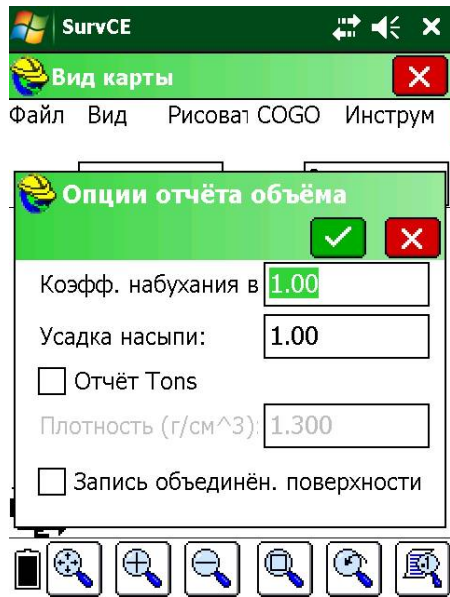 SurvCE
Вид карты
Файл Вид Рисоват COGO Инструм
Опции отчёта объёма
Коэфф. набухания в 1.00
Усадка насыпи: 1.00
Отчёт Tons
Плотность (г/см^3): 1.300
Запись объединён. поверхности